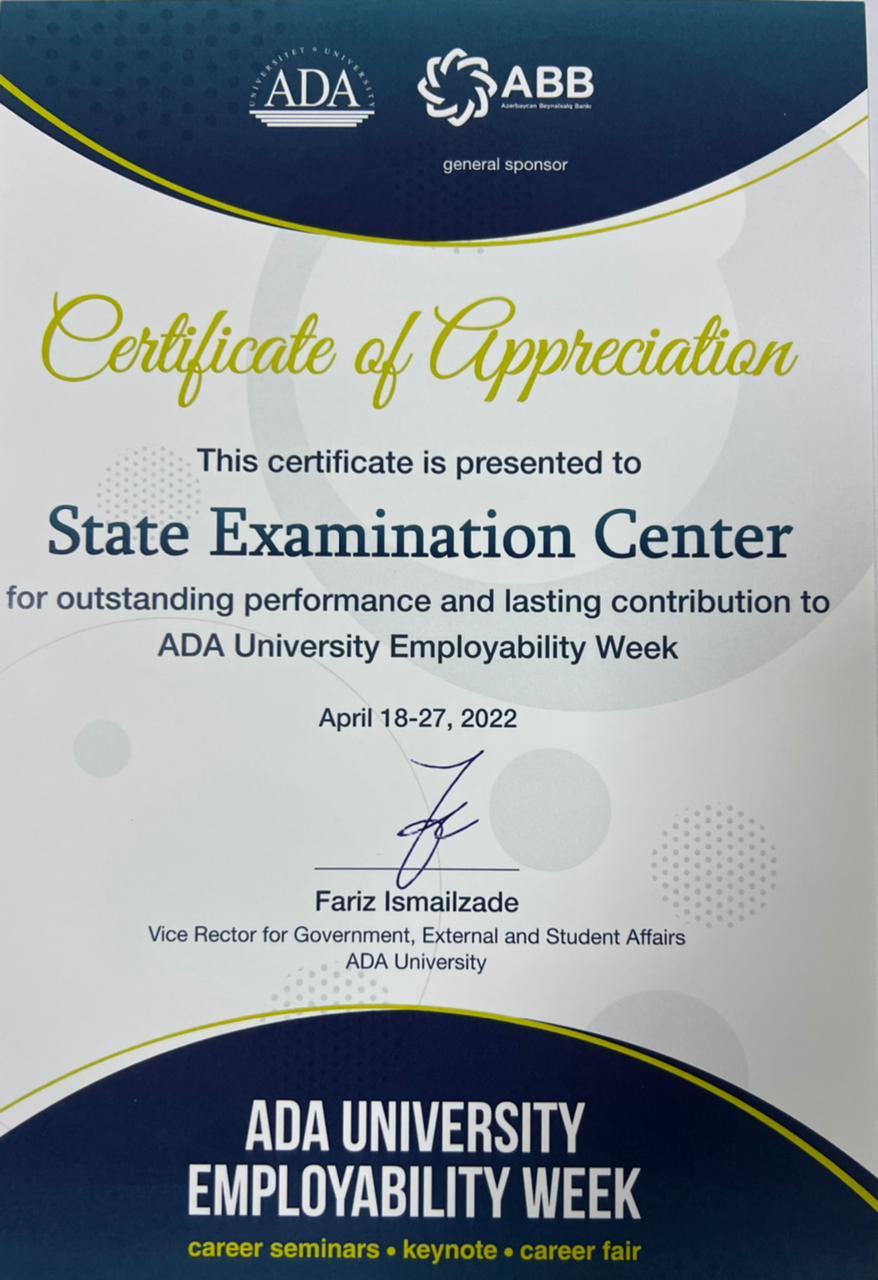 UNIVERSITET • UNIVERSITY
ADA
ABB
Azərbaycan Beynəlxalq Bankı
general sponsor
Certificate of Appreciation
This certificate is presented to
State Examination Center
for outstanding performance and lasting contribution to
ADA University Employability Week
April 18-27, 2022
Fariz Ismailzade
Vice Rector for Government, External and Student Affairs
ADA University
ADA UNIVERSITY
EMPLOYABILITY WEEK
career seminars • keynote • career fair